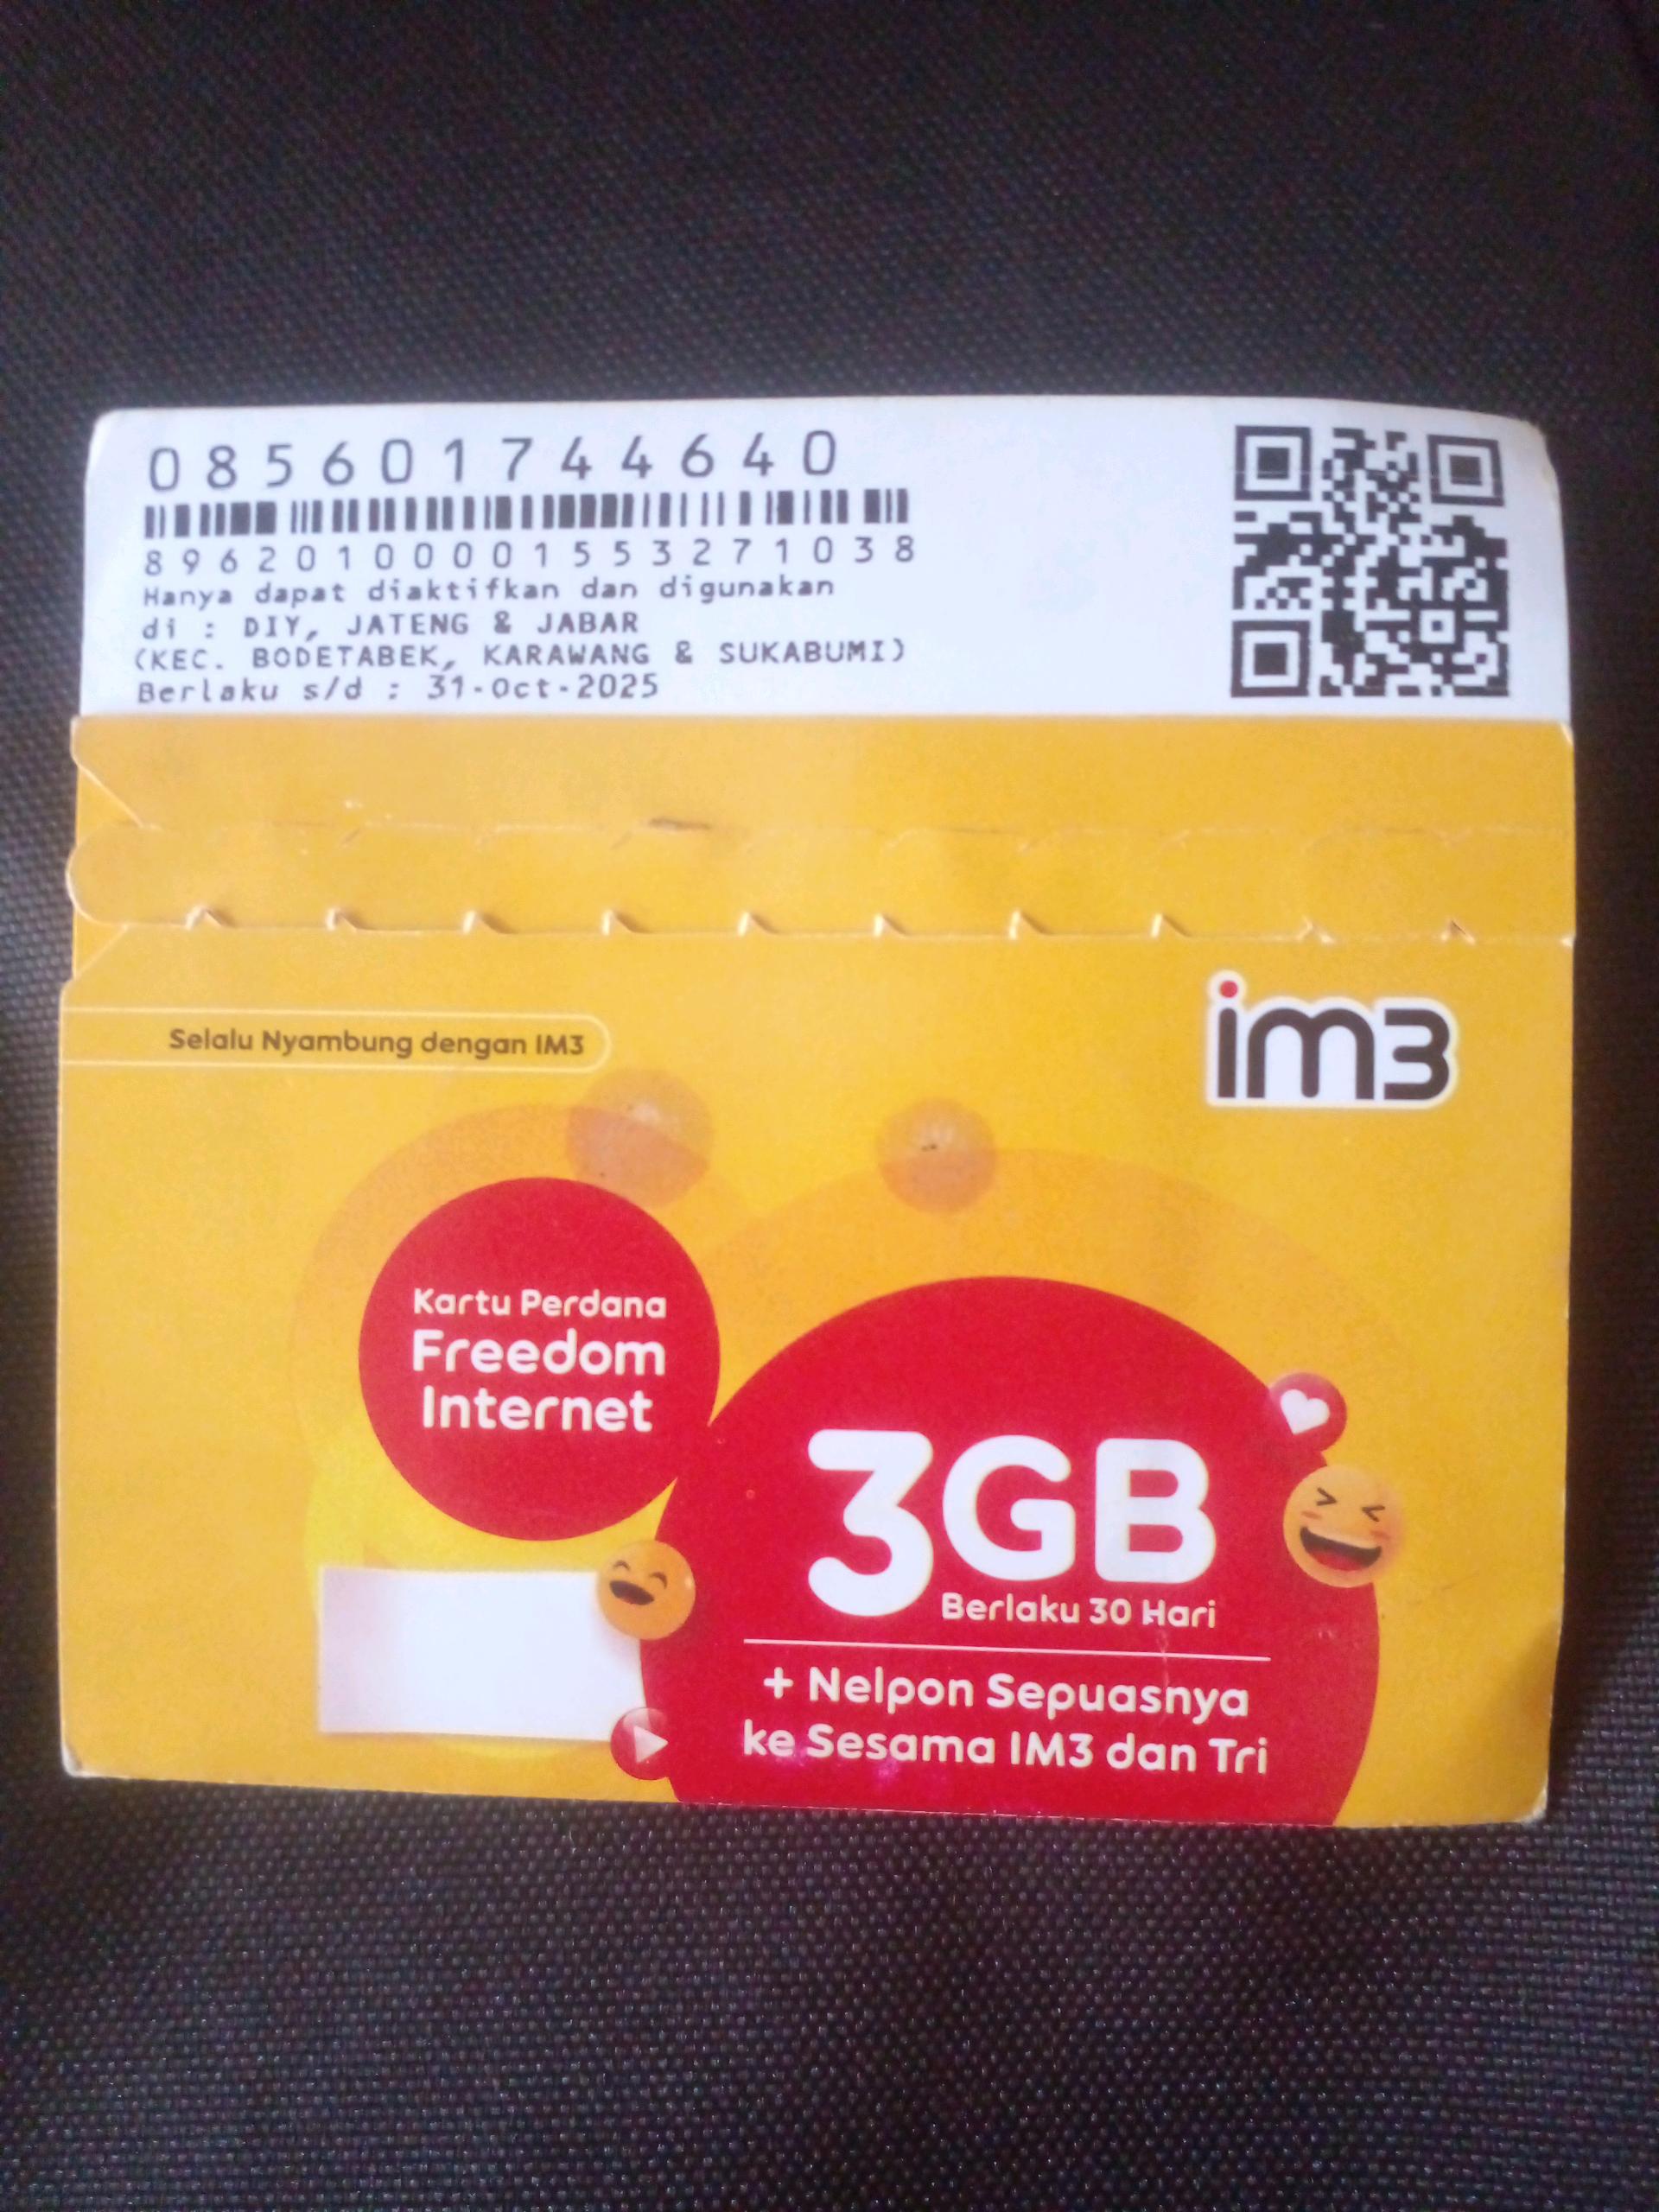 085601744640
89620100001553271038
Hanya dapat diaktifkan dan digunakan
di : DIY, JATENG & JABAR
(KEC. BODETABEK, KARAWANG & SUKABUMI)
Berlaku s/d : 31-Oct-2025
Selalu Nyambung dengan IM3
im3
Kartu Perdana
Freedom
Internet
3GB
Berlaku 30 Hari
+ Nelpon Sepuasnya
ke Sesama IM3 dan Tri